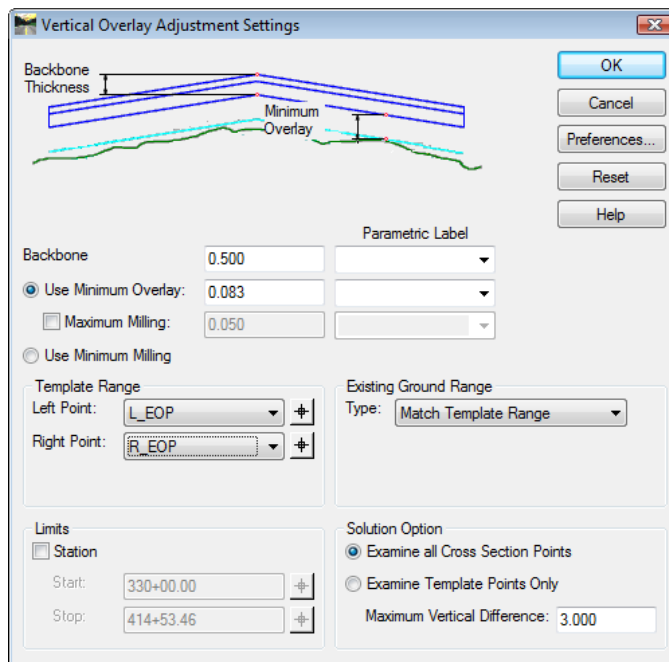 Vertical Overlay Adjustment Settings
Backbone
Thickness
Minimum
Overlay
OK
Cancel
Preferences...
Reset
Help
Parametric Label
Backbone 0.500
Use Minimum Overlay: 0.083
Maximum Milling: 0.050
Use Minimum Milling
Template Range
Left Point: L_EOP
Right Point: R_EOP
Existing Ground Range
Type: Match Template Range
Limits
Station
Start: 330+00.00
Stop: 414+53.46
Solution Option
Examine all Cross Section Points
Examine Template Points Only
Maximum Vertical Difference: 3.000